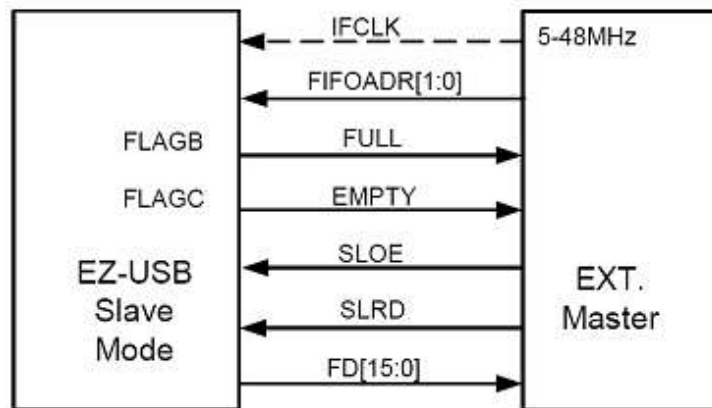 IFCLK
5-48MHz
FIFOADR[1:0]
FLAGB
FULL
FLAGC
EMPTY
SLOE
EZ-USB
Slave
Mode
EXT.
Master
SLRD
FD[15:0]